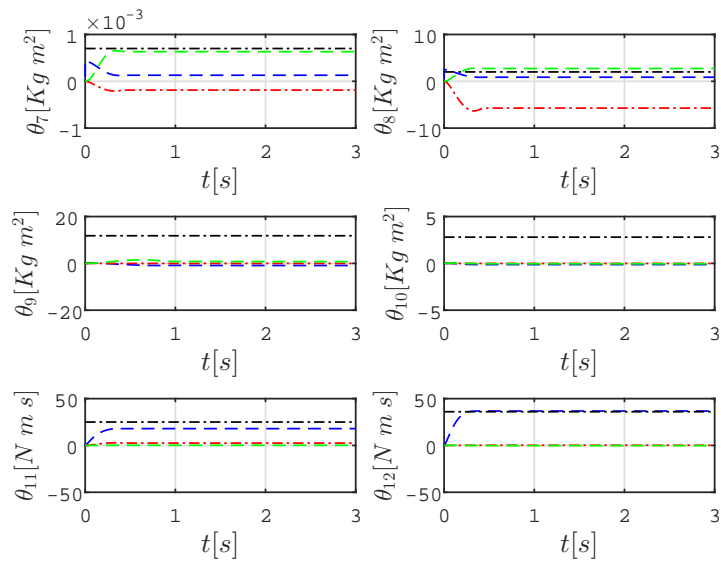 ×10⁻³
1
0
-1
θ₇[Kg m²]
0 1 2 3
t[s]
10
0
-10
θ₈[Kg m²]
0 1 2 3
t[s]
20
0
-20
θ₉[Kg m²]
0 1 2 3
t[s]
5
0
-5
θ₁₀[Kg m²]
0 1 2 3
t[s]
50
0
-50
θ₁₁[N m s]
0 1 2 3
t[s]
50
0
-50
θ₁₂[N m s]
0 1 2 3
t[s]